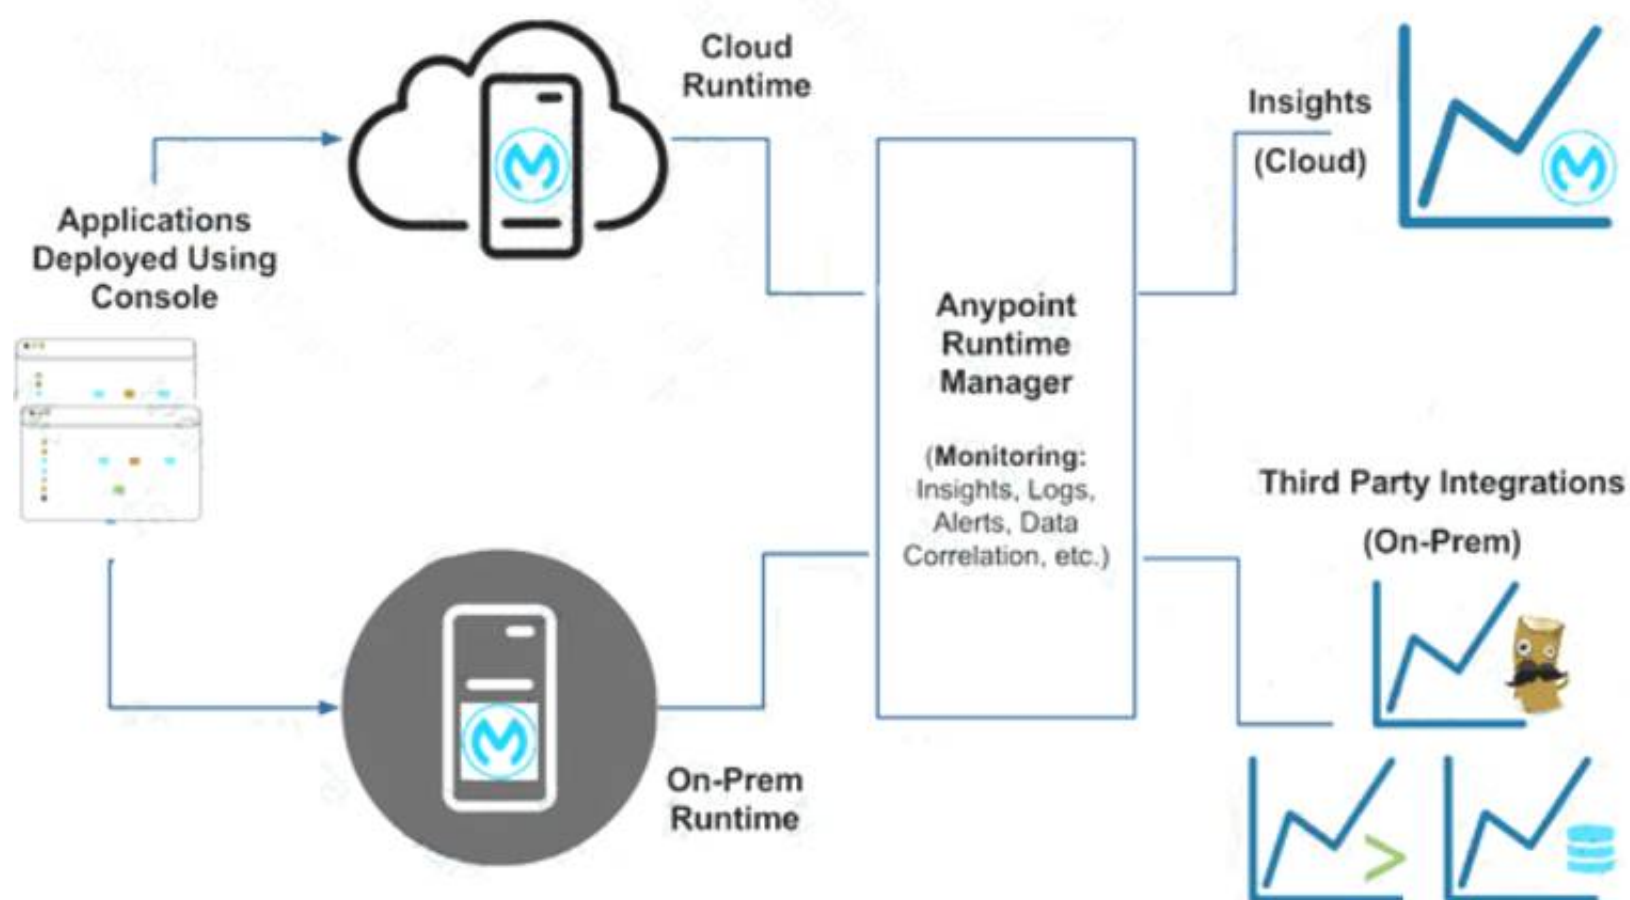 Cloud
Runtime
Insights
(Cloud)
Applications
Deployed Using
Console
Anypoint
Runtime
Manager
(Monitoring:
Insights, Logs,
Alerts, Data
Correlation, etc.)
Third Party Integrations
(On-Prem)
On-Prem
Runtime